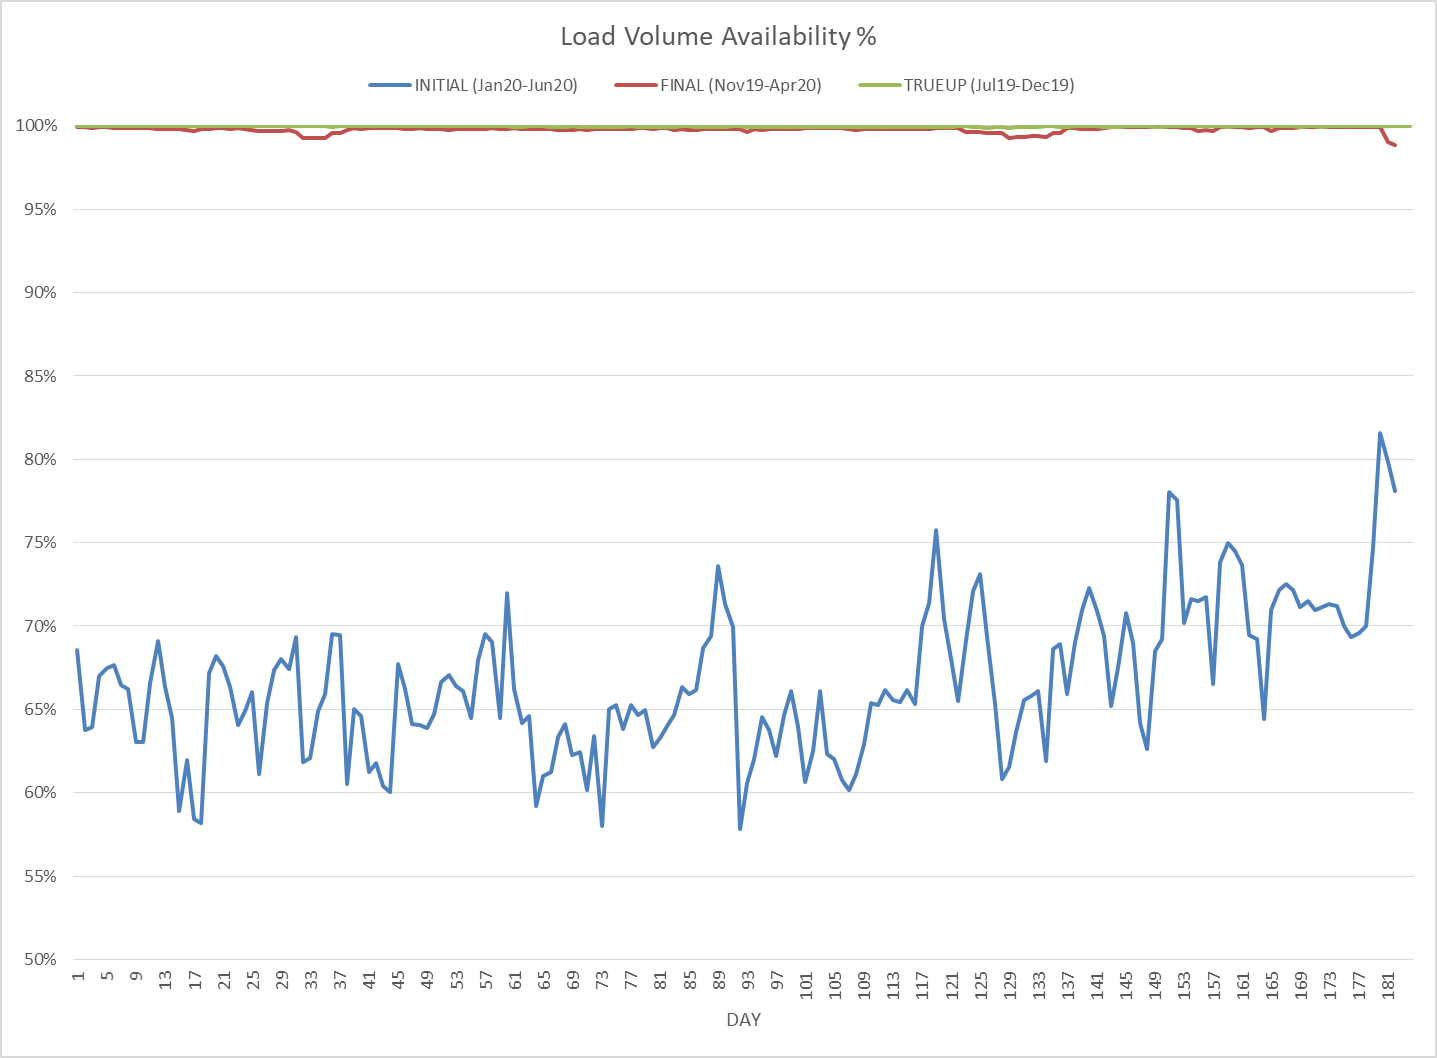 Load Volume Availability %
INITIAL (Jan20-Jun20) FINAL (Nov19-Apr20) TRUEUP (Jul19-Dec19)
100%
95%
90%
85%
80%
75%
70%
65%
60%
55%
50%
1 5 9 13 17 21 25 29 33 37 41 45 49 53 57 61 65 69 73 77 81 85 89 93 97 101 105 109 113 117 121 125 129 133 137 141 145 149 153 157 161 165 169 173 177 181
DAY